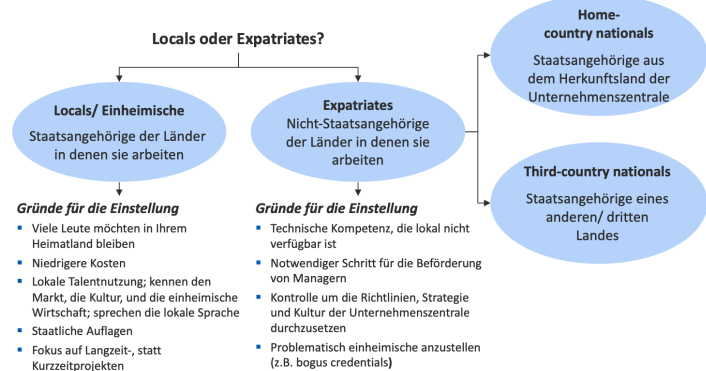 Locals oder Expatriates?
Locals/ Einheimische
Staatsangehörige der Länder
in denen sie arbeiten
Expatriates
Nicht-Staatsangehörige
der Länder in denen sie
arbeiten
Home-
country nationals
Staatsangehörige aus
dem Herkunftsland der
Unternehmenszentrale
Third-country nationals
Staatsangehörige eines
anderen/ dritten
Landes
Gründe für die Einstellung
▪ Viele Leute möchten in Ihrem
Heimatland bleiben
▪ Niedrigere Kosten
▪ Lokale Talentnutzung; kennen den
Markt, die Kultur, und die einheimische
Wirtschaft; sprechen die lokale Sprache
▪ Staatliche Auflagen
▪ Fokus auf Langzeit-, statt
Kurzzeitprojekten
Gründe für die Einstellung
▪ Technische Kompetenz, die lokal nicht
verfügbar ist
▪ Notwendiger Schritt für die Beförderung
von Managern
▪ Kontrolle um die Richtlinien, Strategie
und Kultur der Unternehmenszentrale
durchzusetzen
▪ Problematisch einheimische anzustellen
(z.B. bogus credentials)